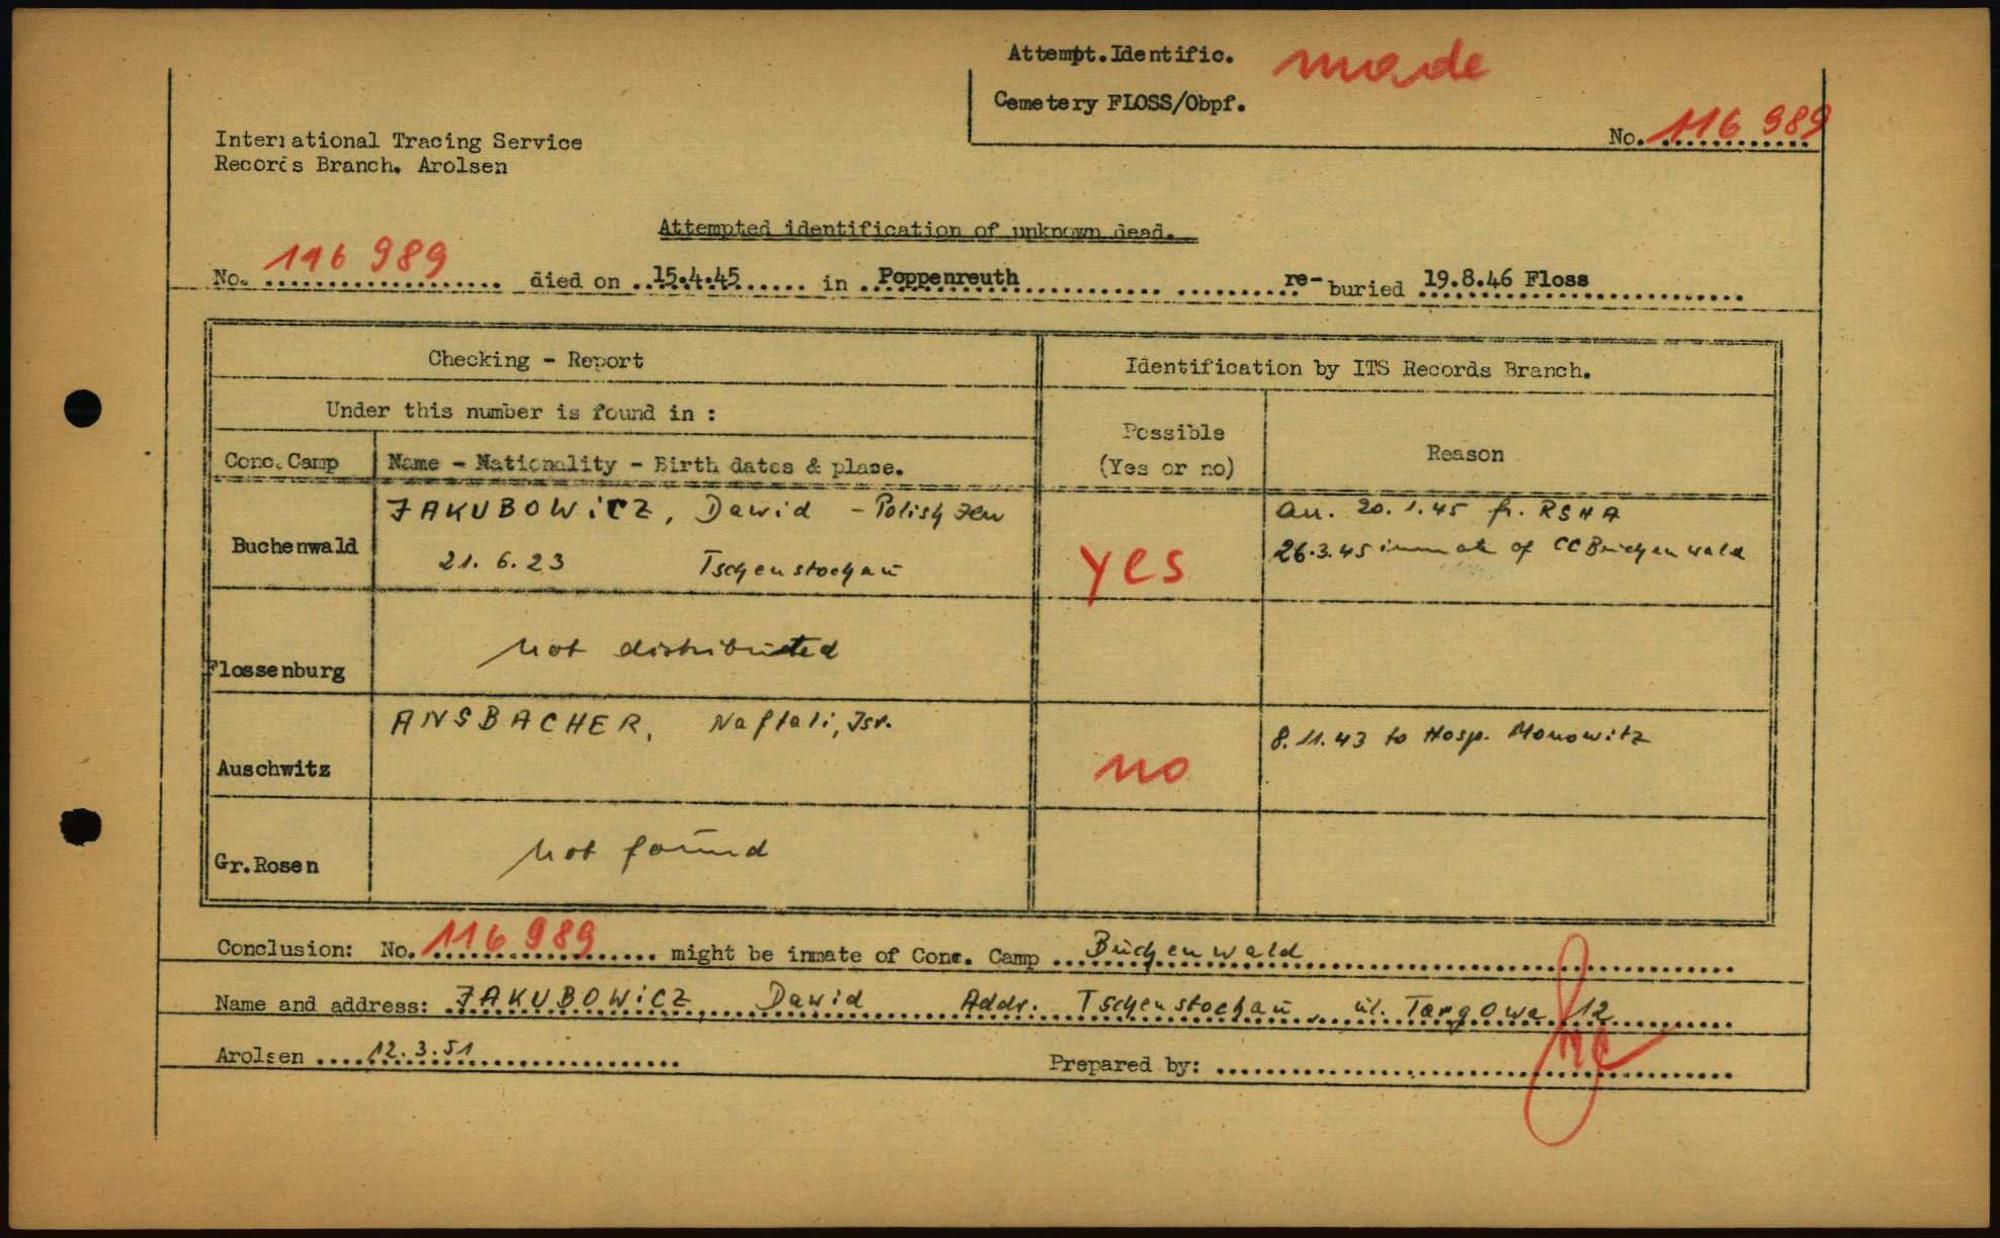 Attempt.Identific. made
Cemetery FLOSS/Obpf.
No. 116 989
International Tracing Service
Records Branch. Arolsen
Attempted identification of unknown dead.
No. 116 989 died on 15.4.45 in Poppenreuth re-buried 19.8.46 Floss
Checking - Report
Identification by ITS Records Branch.
Under this number is found in :
Possible
(Yes or no)
Reason
Conc.Camp
Name - Nationality - Birth dates & place.
Buchenwald
JAKUBOWICZ, Dawid - Polish Jew
21.6.23 Tschenstochau
yes
arr. 20.1.45 fr. RSHA
26.3.45 inmate of CC Buchenwald
Flossenburg
not distributed
Auschwitz
ANSBACHER, Naftali, Isr.
no
8.11.43 to Hosp. Monowitz
Gr.Rosen
not found
Conclusion: No. 116 989 might be inmate of Conc. Camp Buchenwald
Name and address: JAKUBOWICZ, Dawid Addr. Tschenstochau, ul. Targowa 12
Arolsen 12.3.51
Prepared by: